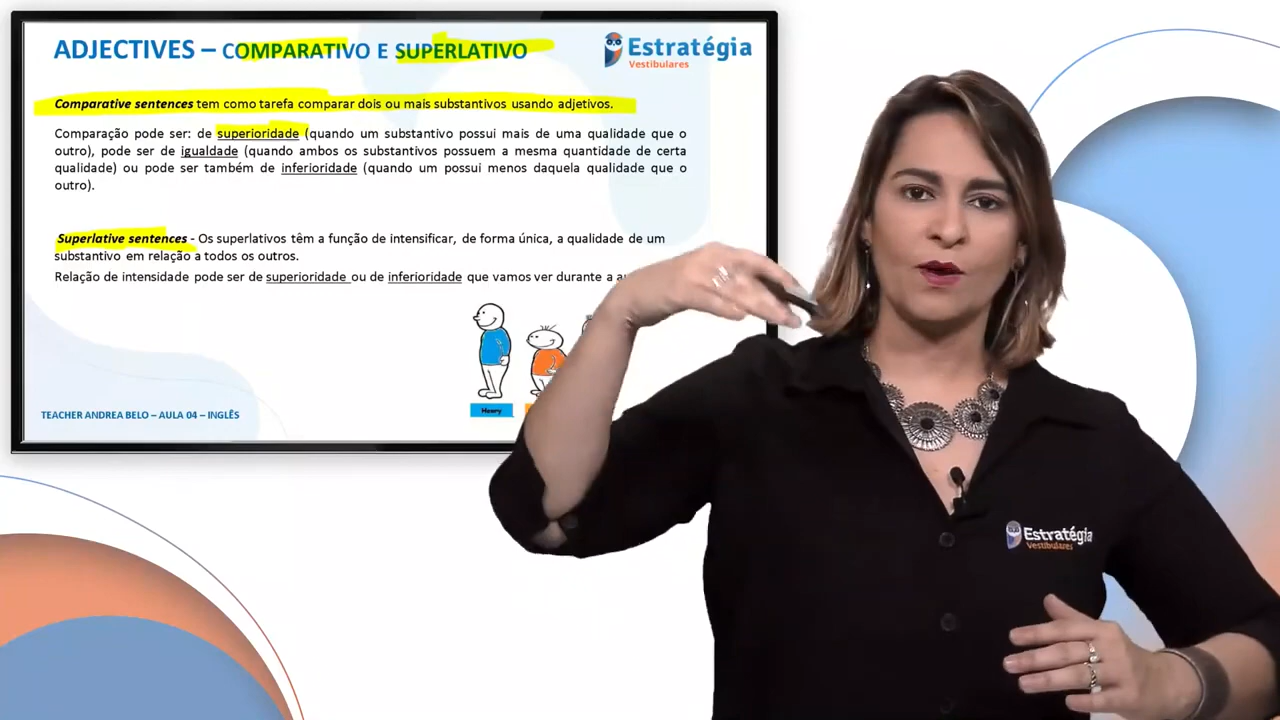 ADJECTIVES – COMPARATIVO E SUPERLATIVO
Estratégia
Vestibulares
Comparative sentences tem como tarefa comparar dois ou mais substantivos usando adjetivos.
Comparação pode ser: de superioridade (quando um substantivo possui mais de uma qualidade que o
outro), pode ser de igualdade (quando ambos os substantivos possuem a mesma quantidade de certa
qualidade) ou pode ser também de inferioridade (quando um possui menos daquela qualidade que o
outro).
Superlative sentences - Os superlativos têm a função de intensificar, de forma única, a qualidade de um
substantivo em relação a todos os outros.
Relação de intensidade pode ser de superioridade ou de inferioridade que vamos ver durante a
Henry
TEACHER ANDREA BELO – AULA 04 – INGLÊS
Estratégia
Vestibulares